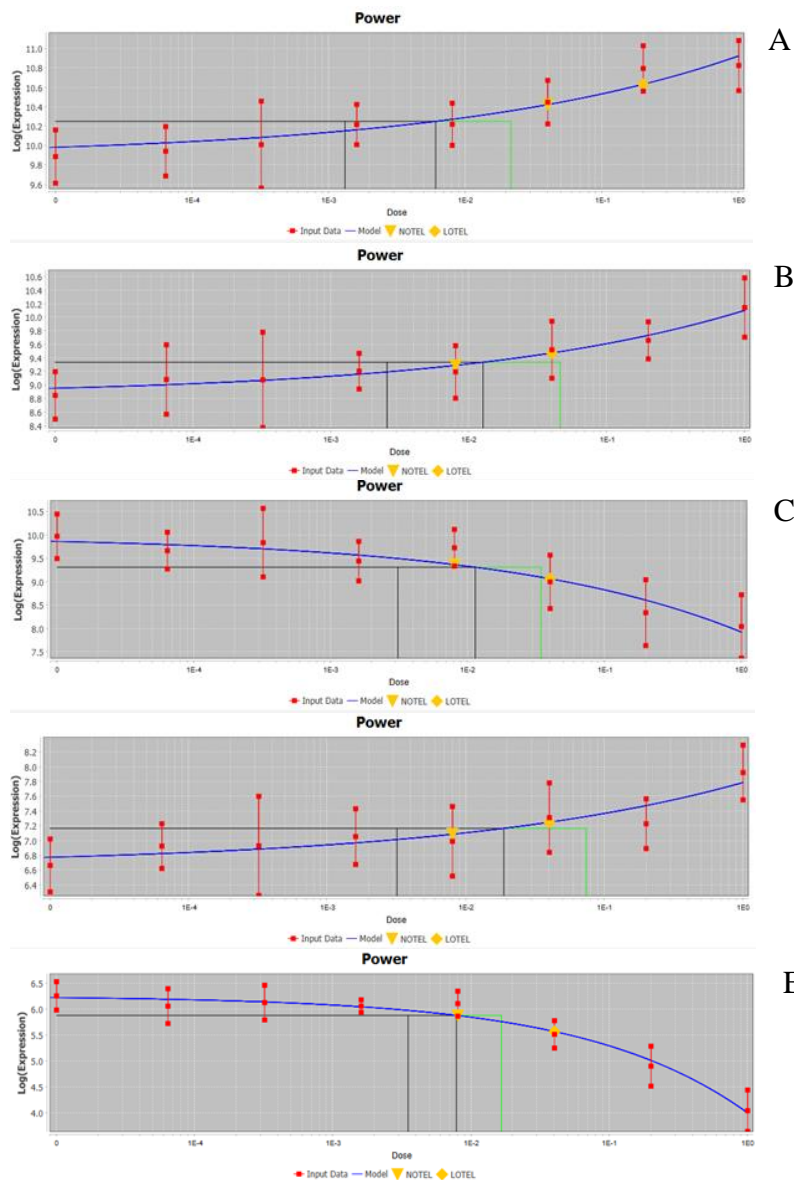 Power
A
Log(Expression)
11.0
10.8
10.6
10.4
10.2
10.0
9.8
9.6
0 1E-4 1E-3 1E-2 1E-1 1E0
Dose
Input Data Model NOTEL LOTEL
Power
B
Log(Expression)
10.6
10.4
10.2
10.0
9.8
9.6
9.4
9.2
9.0
8.8
8.6
8.4
0 1E-4 1E-3 1E-2 1E-1 1E0
Dose
Input Data Model NOTEL LOTEL
Power
C
Log(Expression)
10.5
10.0
9.5
9.0
8.5
8.0
7.5
0 1E-4 1E-3 1E-2 1E-1 1E0
Dose
Input Data Model NOTEL LOTEL
Power
Log(Expression)
8.2
8.0
7.8
7.6
7.4
7.2
7.0
6.8
6.6
6.4
0 1E-4 1E-3 1E-2 1E-1 1E0
Dose
Input Data Model NOTEL LOTEL
Power
Log(Expression)
6.5
6.0
5.5
5.0
4.5
4.0
0 1E-4 1E-3 1E-2 1E-1 1E0
Dose
Input Data Model NOTEL LOTEL